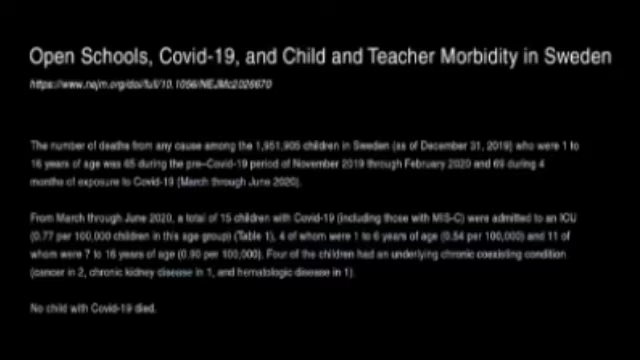 Open Schools, Covid-19, and Child and Teacher Morbidity in Sweden
https://www.nejm.org/doi/full/10.1056/NEJMc2026670
The number of deaths from any cause among the 1,951,905 children in Sweden (as of December 31, 2019) who were 1 to
16 years of age was 65 during the pre–Covid-19 period of November 2019 through February 2020 and 69 during 4
months of exposure to Covid-19 (March through June 2020).
From March through June 2020, a total of 15 children with Covid-19 (including those with MIS-C) were admitted to an ICU
(0.77 per 100,000 children in this age group) (Table 1), 4 of whom were 1 to 6 years of age (0.54 per 100,000) and 11 of
whom were 7 to 16 years of age (0.90 per 100,000). Four of the children had an underlying chronic coexisting condition
(cancer in 2, chronic kidney disease in 1, and hematologic disease in 1).
No child with Covid-19 died.